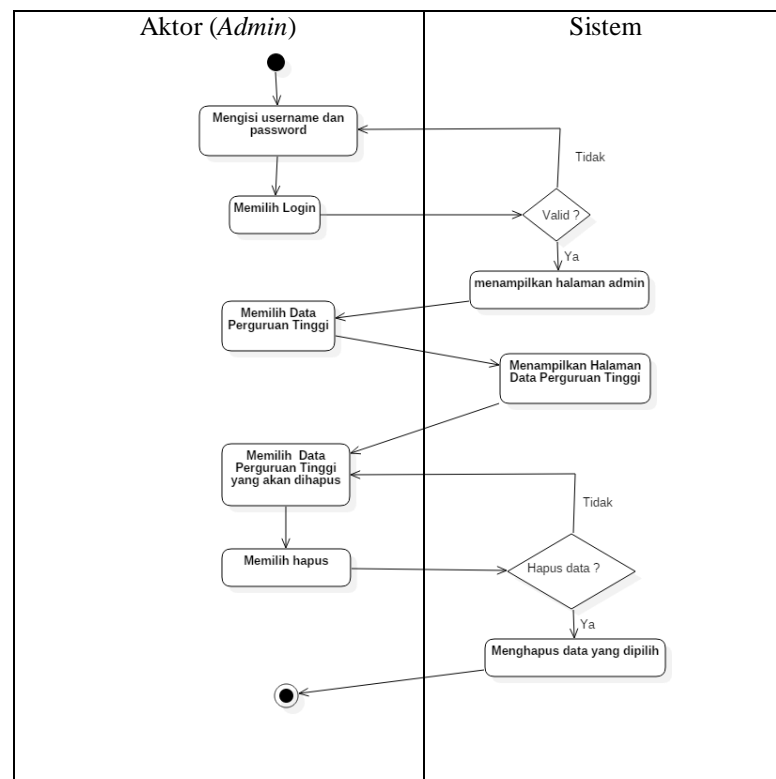 Aktor (Admin)
Sistem
Mengisi username dan
password
Tidak
Memilih Login
Valid ?
Ya
menampilkan halaman admin
Memilih Data
Perguruan Tinggi
Menampilkan Halaman
Data Perguruan Tinggi
Memilih Data
Perguruan Tinggi
yang akan dihapus
Tidak
Memilih hapus
Hapus data ?
Ya
Menghapus data yang dipilih